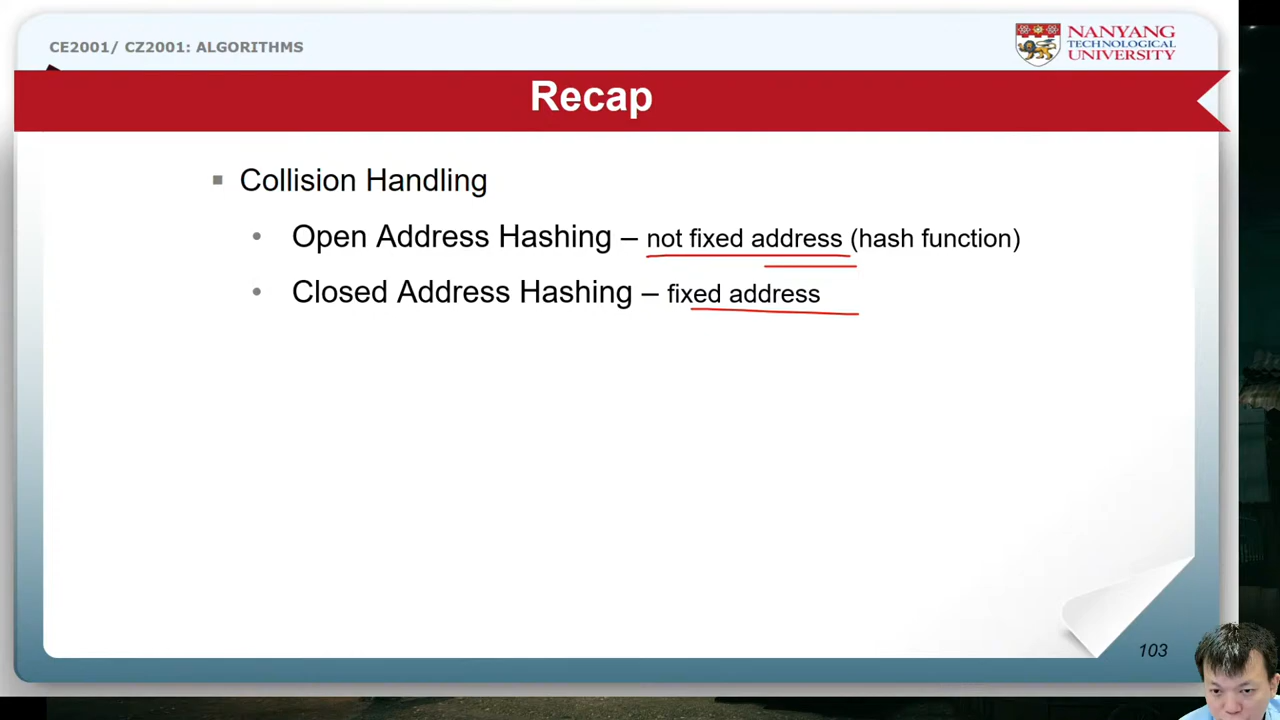 CE2001/ CZ2001: ALGORITHMS
NANYANG
TECHNOLOGICAL
UNIVERSITY
Recap
Collision Handling
Open Address Hashing – not fixed address (hash function)
Closed Address Hashing – fixed address
103